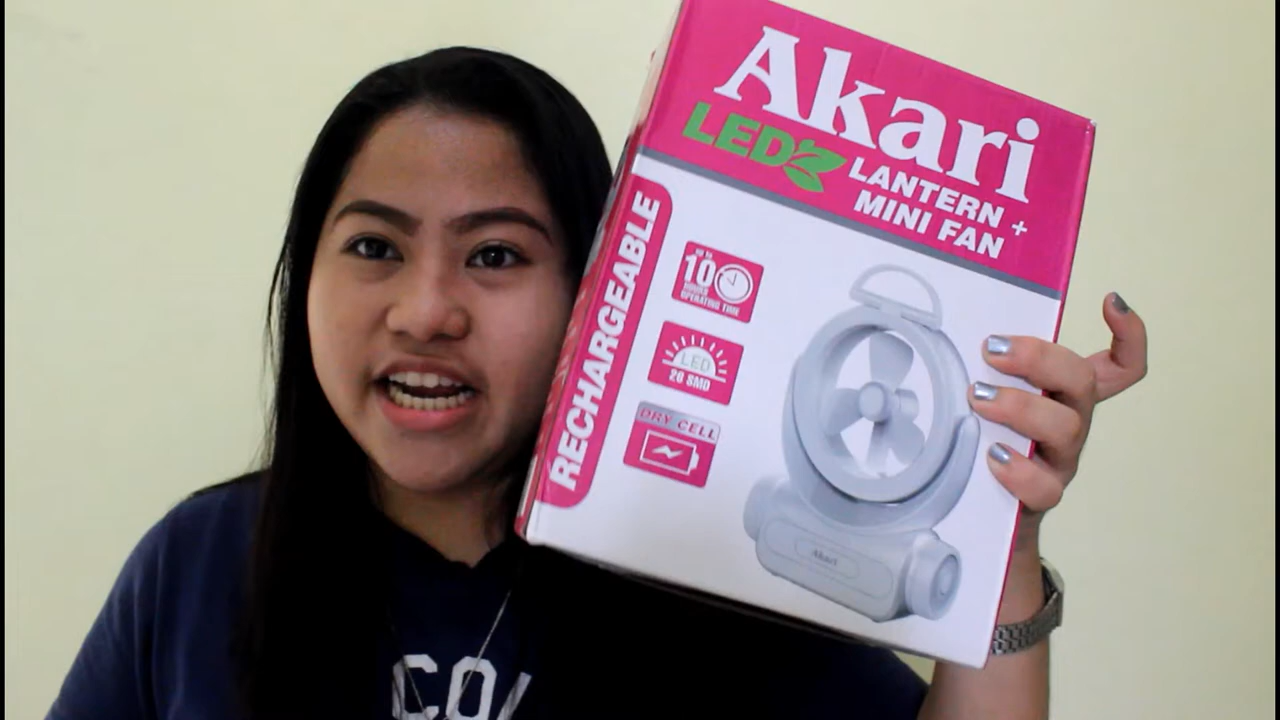 Akari
LED
LANTERN +
MINI FAN
RECHARGEABLE
UP TO
10
HOURS
OPERATING TIME
LED
26 SMD
DRY CELL
Akari